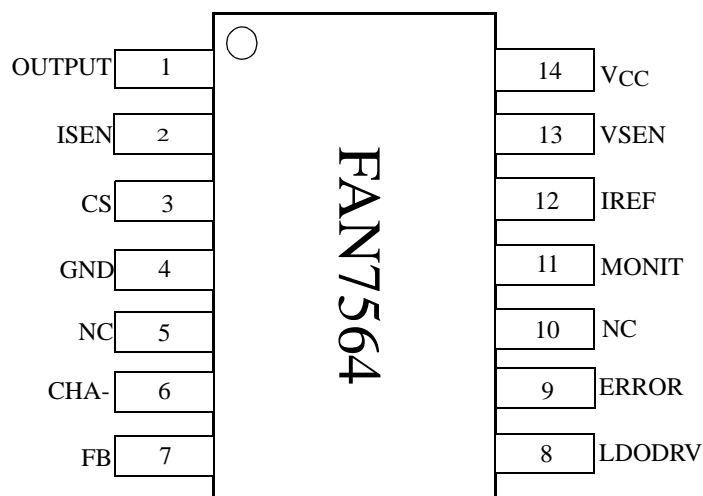 OUTPUT 1 14 VCC
ISEN 2 13 VSEN
CS 3 12 IREF
GND 4 11 MONIT
NC 5 10 NC
CHA- 6 9 ERROR
FB 7 8 LDODRV
FAN7564